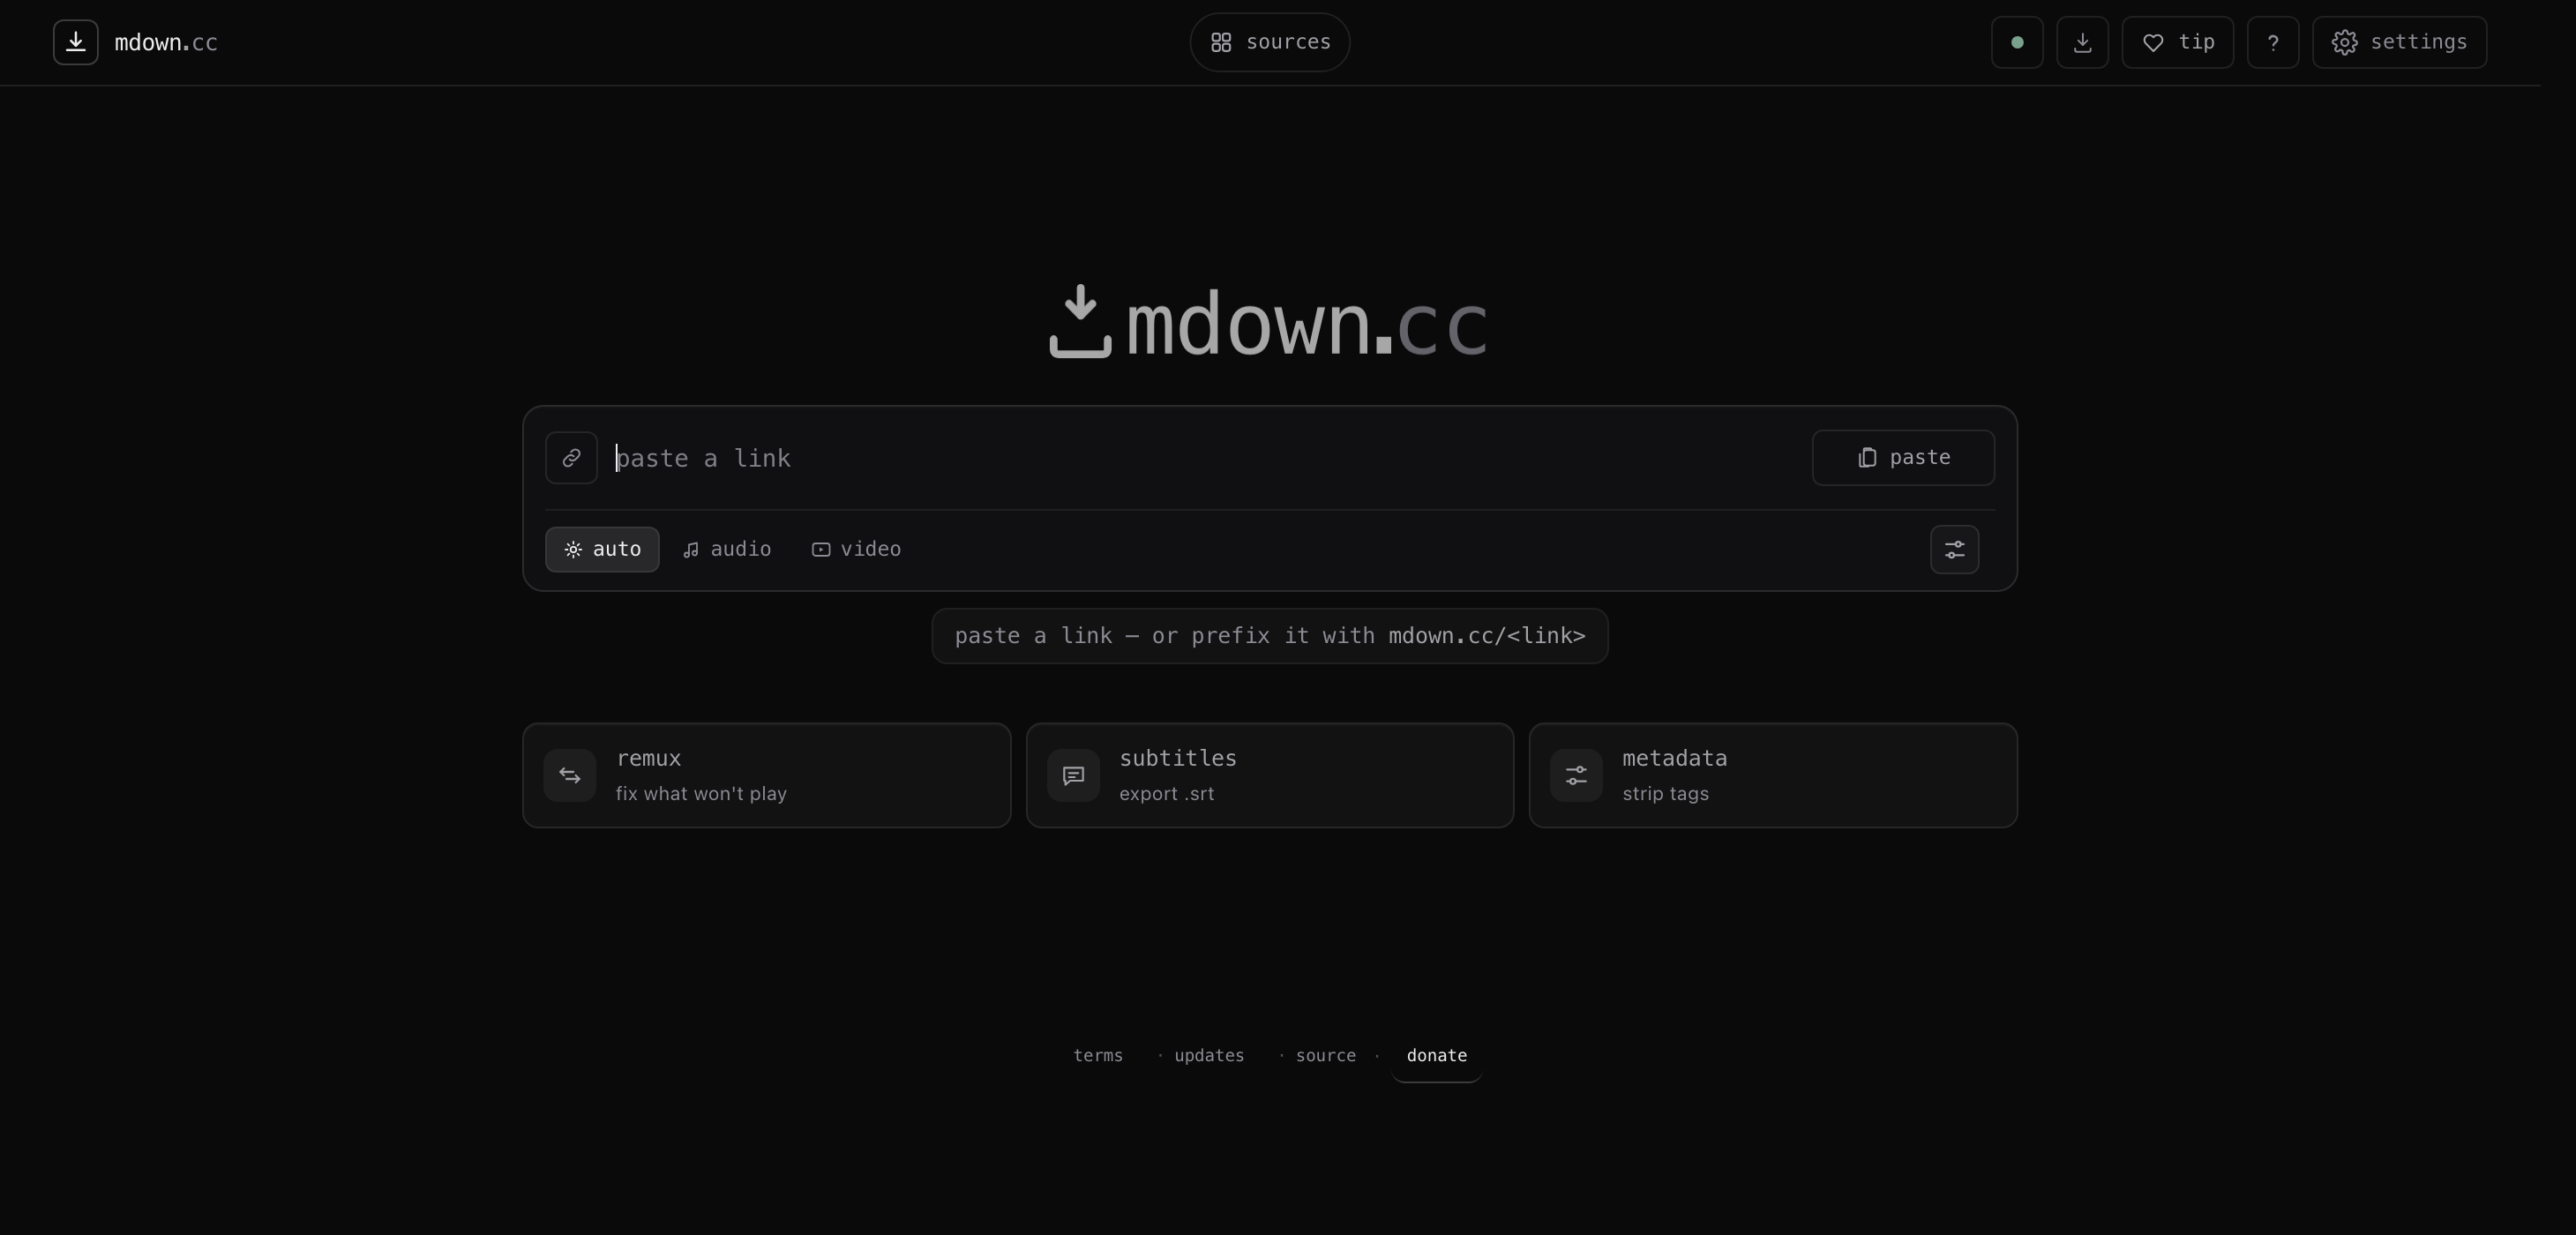 mdown.cc
sources
tip
?
settings
mdown.cc
paste a link
paste
auto
audio
video
paste a link — or prefix it with mdown.cc/<link>
remux
fix what won't play
subtitles
export .srt
metadata
strip tags
terms · updates · source · donate